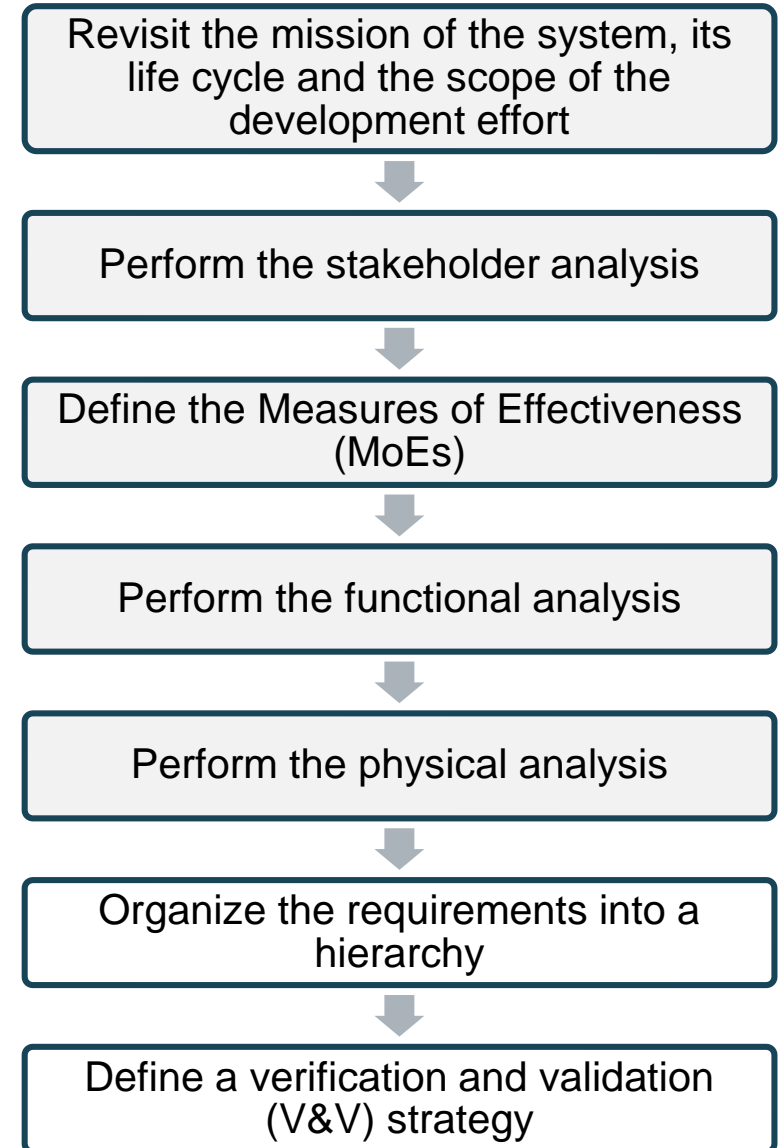 Revisit the mission of the system, its
life cycle and the scope of the
development effort
Perform the stakeholder analysis
Define the Measures of Effectiveness
(MoEs)
Perform the functional analysis
Perform the physical analysis
Organize the requirements into a
hierarchy
Define a verification and validation
(V&V) strategy